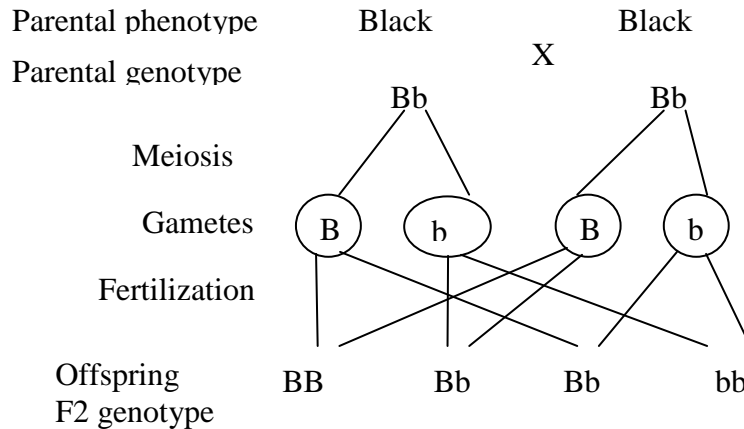 Parental phenotype Black Black
X
Parental genotype
Bb Bb
Meiosis
Gametes B b B b
Fertilization
Offspring BB Bb Bb bb
F2 genotype